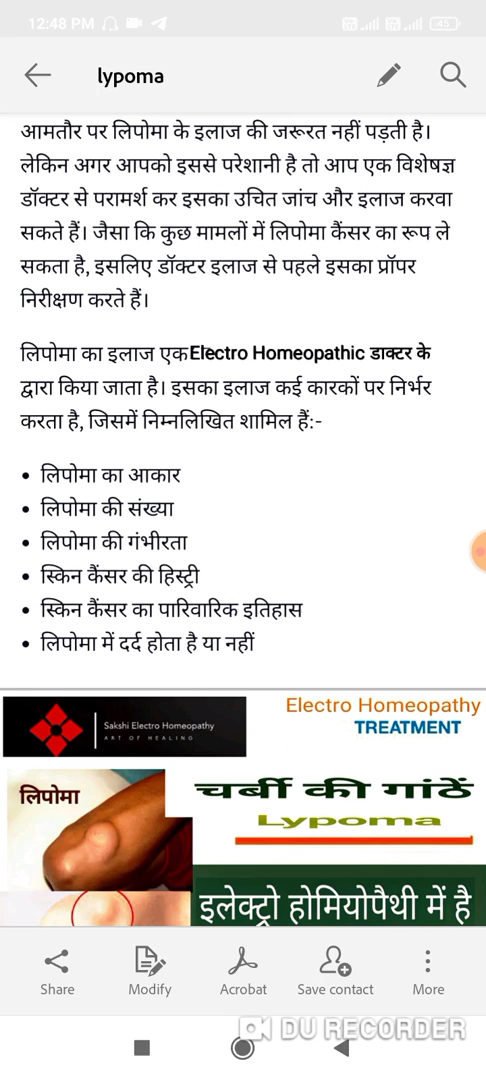 12:48 PM
45
lypoma
आमतौर पर लिपोमा के इलाज की जरूरत नहीं पड़ती है।
लेकिन अगर आपको इससे परेशानी है तो आप एक विशेषज्ञ
डॉक्टर से परामर्श कर इसका उचित जांच और इलाज करवा
सकते हैं। जैसा कि कुछ मामलों में लिपोमा कैंसर का रूप ले
सकता है, इसलिए डॉक्टर इलाज से पहले इसका प्रॉपर
निरीक्षण करते हैं।
लिपोमा का इलाज एक Electro Homeopathic डाक्टर के
द्वारा किया जाता है। इसका इलाज कई कारकों पर निर्भर
करता है, जिसमें निम्नलिखित शामिल हैं:-
• लिपोमा का आकार
• लिपोमा की संख्या
• लिपोमा की गंभीरता
• स्किन कैंसर की हिस्ट्री
• स्किन कैंसर का पारिवारिक इतिहास
• लिपोमा में दर्द होता है या नहीं
Sakshi Electro Homeopathy
ART OF HEALING
Electro Homeopathy
TREATMENT
लिपोमा
चर्बी की गांठें
Lypoma
इलेक्ट्रो होमियोपैथी में है
Share
Modify
Acrobat
Save contact
More
DU RECORDER